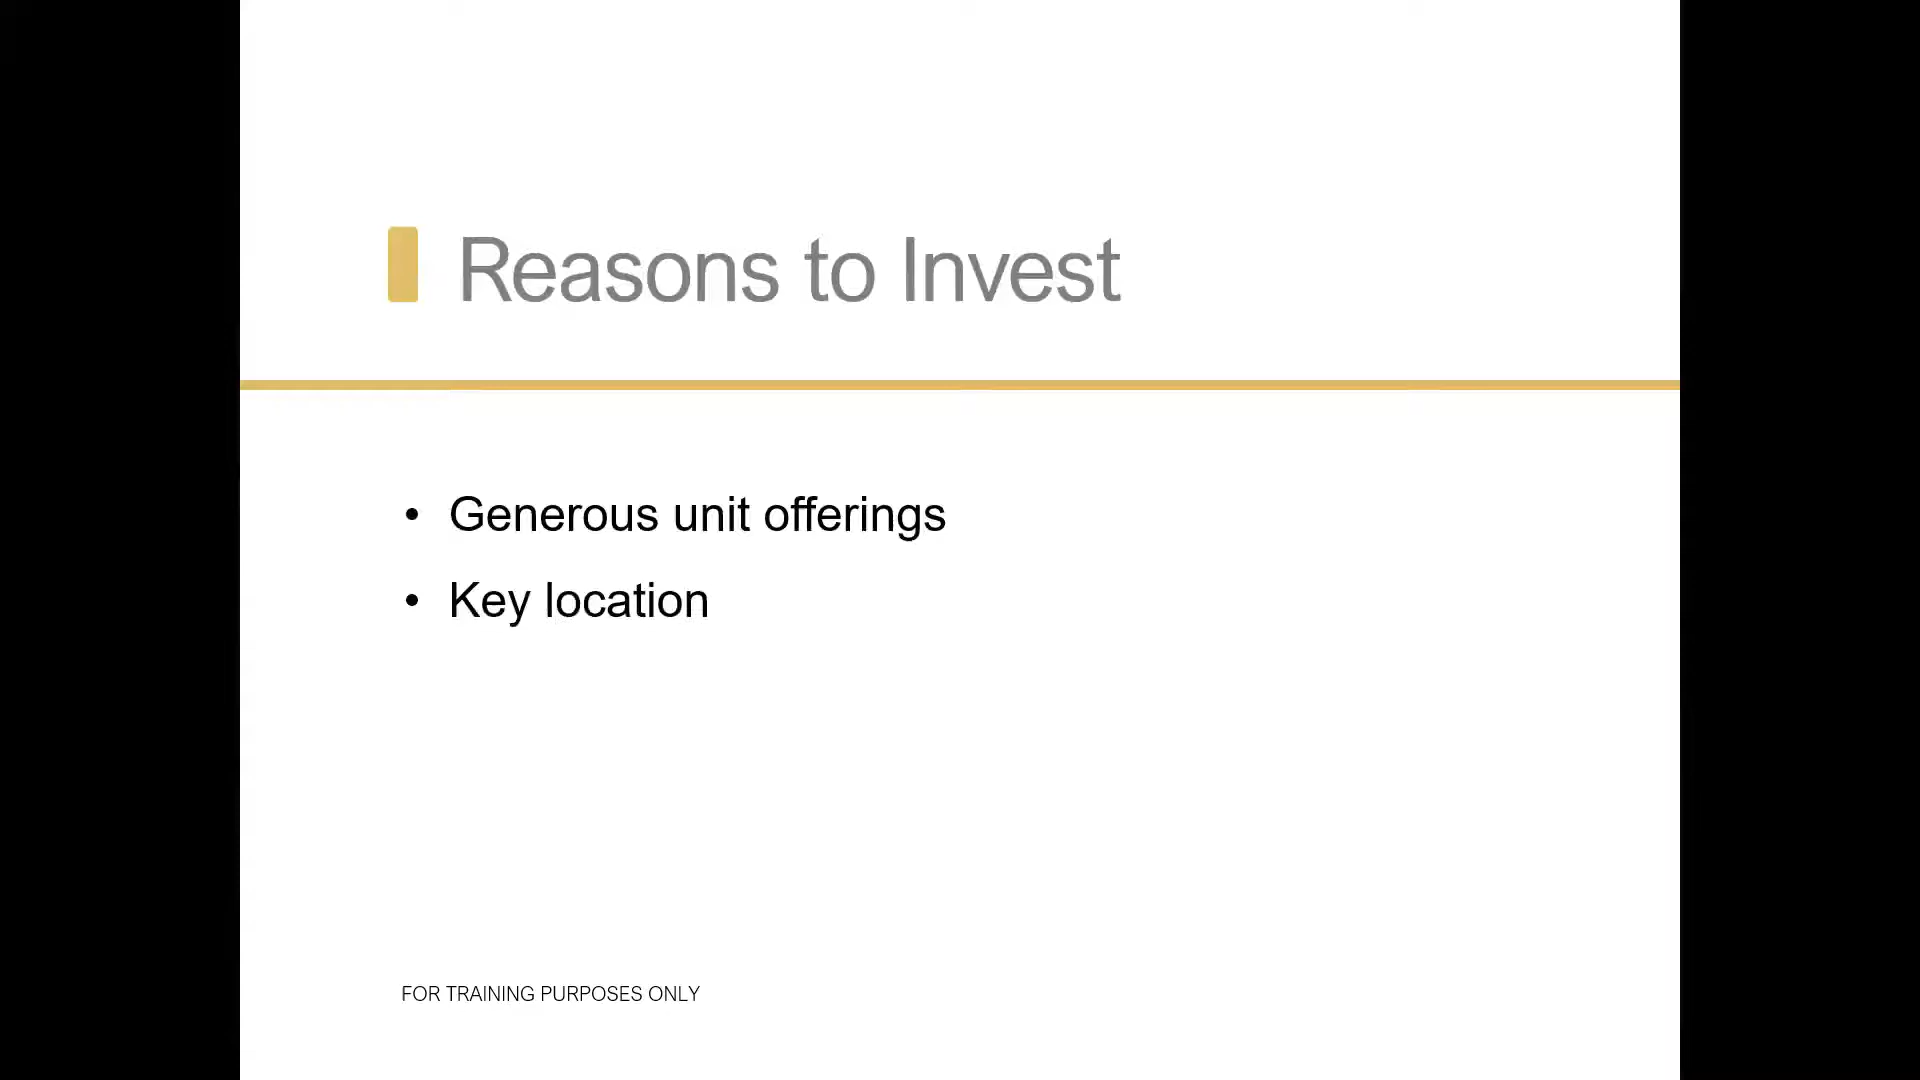 Reasons to Invest
• Generous unit offerings
• Key location
FOR TRAINING PURPOSES ONLY